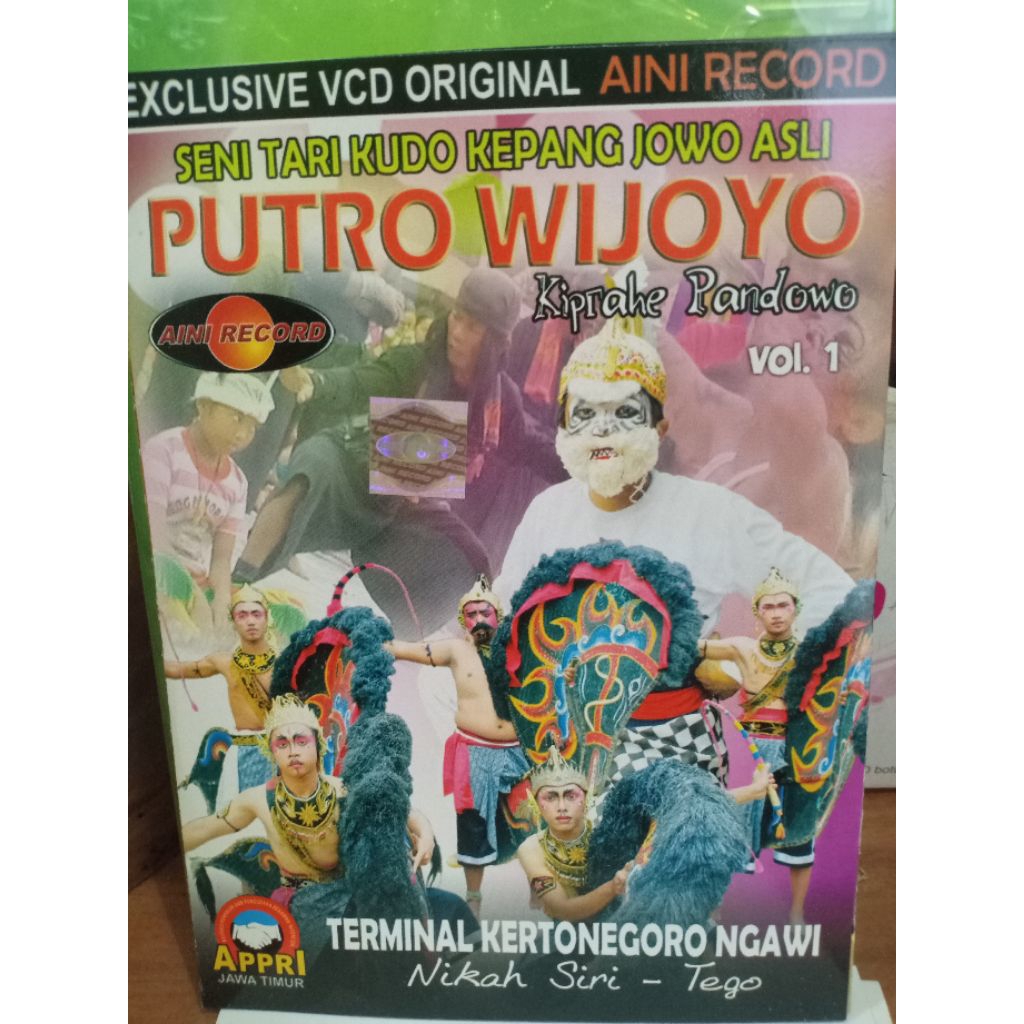 EXCLUSIVE VCD ORIGINAL AINI RECORD
SENI TARI KUDO KEPANG JOWO ASLI
PUTRO WIJOYO
Kiprahe Pandowo
VOL. 1
AINI RECORD
TERMINAL KERTONEGORO NGAWI
Nikah Siri - Tego
APPRI
JAWA TIMUR